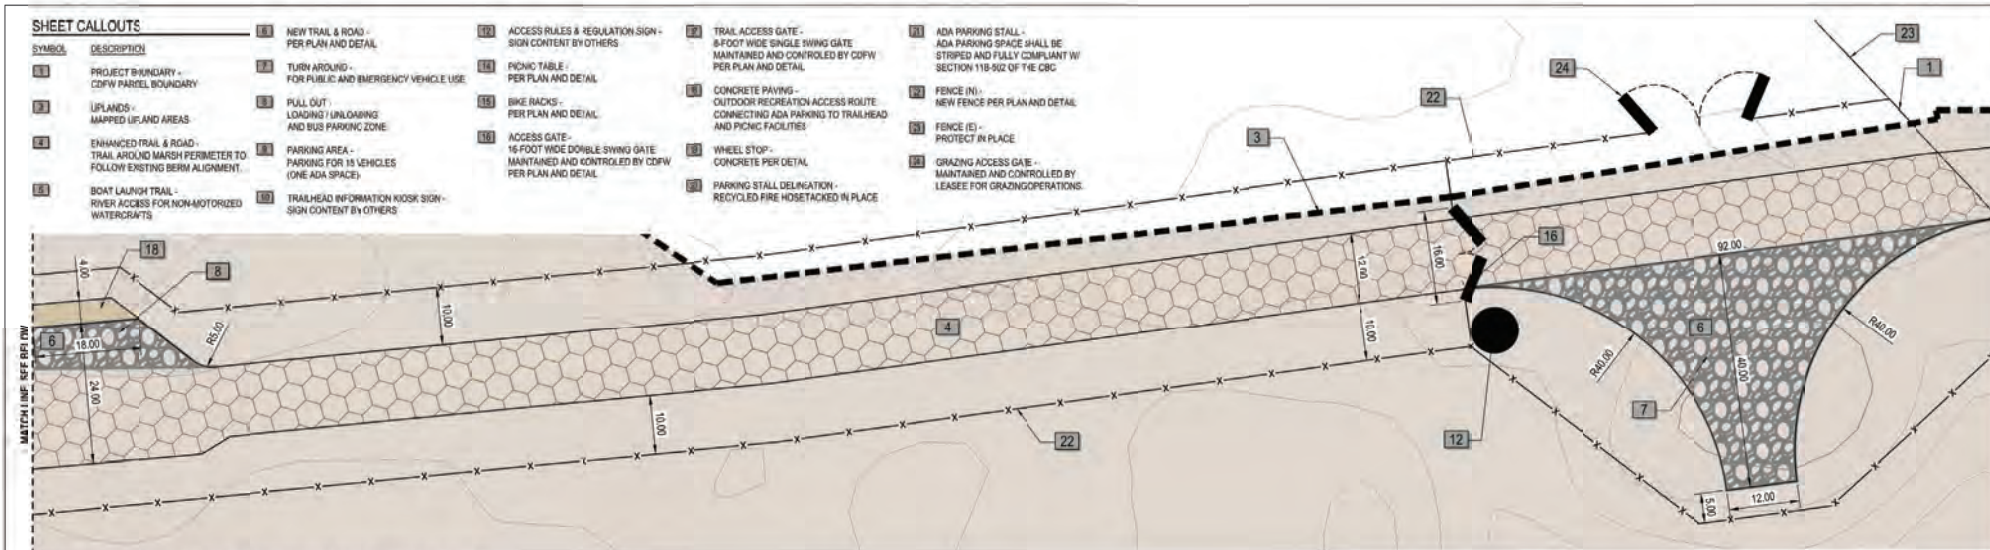 SHEET CALLOUTS
SYMBOL DESCRIPTION
1 PROJECT BOUNDARY -
CDFW PARCEL BOUNDARY
3 UPLANDS -
MAPPED UPLAND AREAS
4 ENHANCED TRAIL & ROAD -
TRAIL AROUND MARSH PERIMETER TO
FOLLOW EXISTING BERM ALIGNMENT.
5 BOAT LAUNCH TRAIL -
RIVER ACCESS FOR NON-MOTORIZED
WATERCRAFTS
6 NEW TRAIL & ROAD -
PER PLAN AND DETAIL
7 TURN AROUND -
FOR PUBLIC AND EMERGENCY VEHICLE USE
8 PULL OUT -
LOADING / UNLOADING
AND BUS PARKING ZONE
9 PARKING AREA -
PARKING FOR 15 VEHICLES
(ONE ADA SPACE)
10 TRAILHEAD INFORMATION KIOSK SIGN -
SIGN CONTENT BY OTHERS
12 ACCESS RULES & REGULATION SIGN -
SIGN CONTENT BY OTHERS
14 PICNIC TABLE -
PER PLAN AND DETAIL
15 BIKE RACKS -
PER PLAN AND DETAIL
16 ACCESS GATE -
16-FOOT WIDE DOUBLE SWING GATE
MAINTAINED AND CONTROLED BY CDFW
PER PLAN AND DETAIL
17 TRAIL ACCESS GATE -
8-FOOT WIDE SINGLE SWING GATE
MAINTAINED AND CONTROLED BY CDFW
PER PLAN AND DETAIL
18 CONCRETE PAVING -
OUTDOOR RECREATION ACCESS ROUTE
CONNECTING ADA PARKING TO TRAILHEAD
AND PICNIC FACILITIES
19 WHEEL STOP -
CONCRETE PER DETAIL
20 PARKING STALL DELINEATION -
RECYCLED FIRE HOSE TACKED IN PLACE
21 ADA PARKING STALL -
ADA PARKING SPACE SHALL BE
STRIPED AND FULLY COMPLIANT W/
SECTION 11B-502 OF THE CBC
22 FENCE (N) -
NEW FENCE PER PLAN AND DETAIL
23 FENCE (E) -
PROTECT IN PLACE
24 GRAZING ACCESS GATE -
MAINTAINED AND CONTROLLED BY
LEASEE FOR GRAZING OPERATIONS.
23
24
1
22
3
18
4.00
8
16
16.00
92.00
12.00
10.00
R5.00
6
18.00
4
6
10.00
R40.00
R40.00
40.00
MATCH LINE, SEE BELOW
24.00
10.00
7
22
12
5.00
12.00